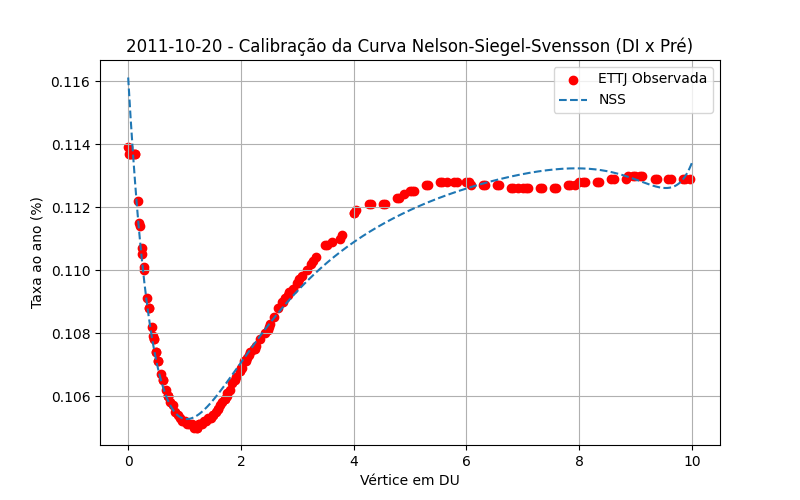 2011-10-20 - Calibração da Curva Nelson-Siegel-Svensson (DI x Pré)
ETTJ Observada
NSS
Taxa ao ano (%)
0.116
0.114
0.112
0.110
0.108
0.106
0 2 4 6 8 10
Vértice em DU